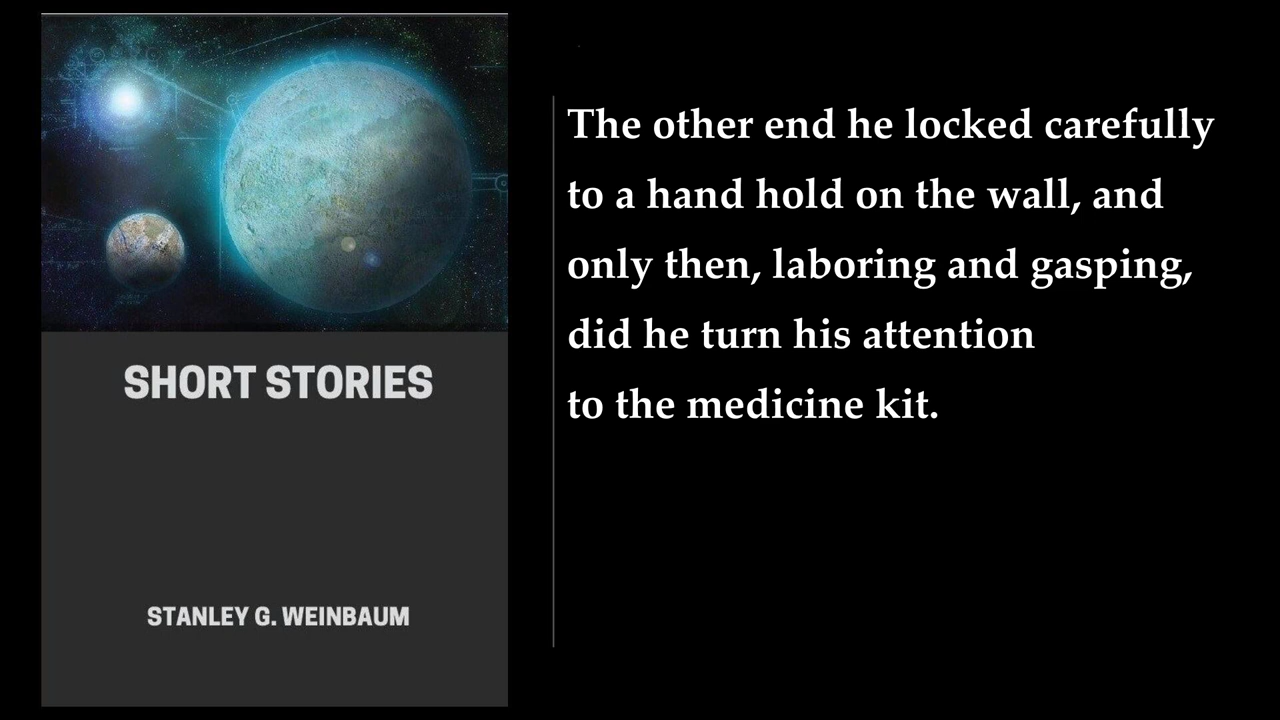 SHORT STORIES
STANLEY G. WEINBAUM
The other end he locked carefully
to a hand hold on the wall, and
only then, laboring and gasping,
did he turn his attention
to the medicine kit.